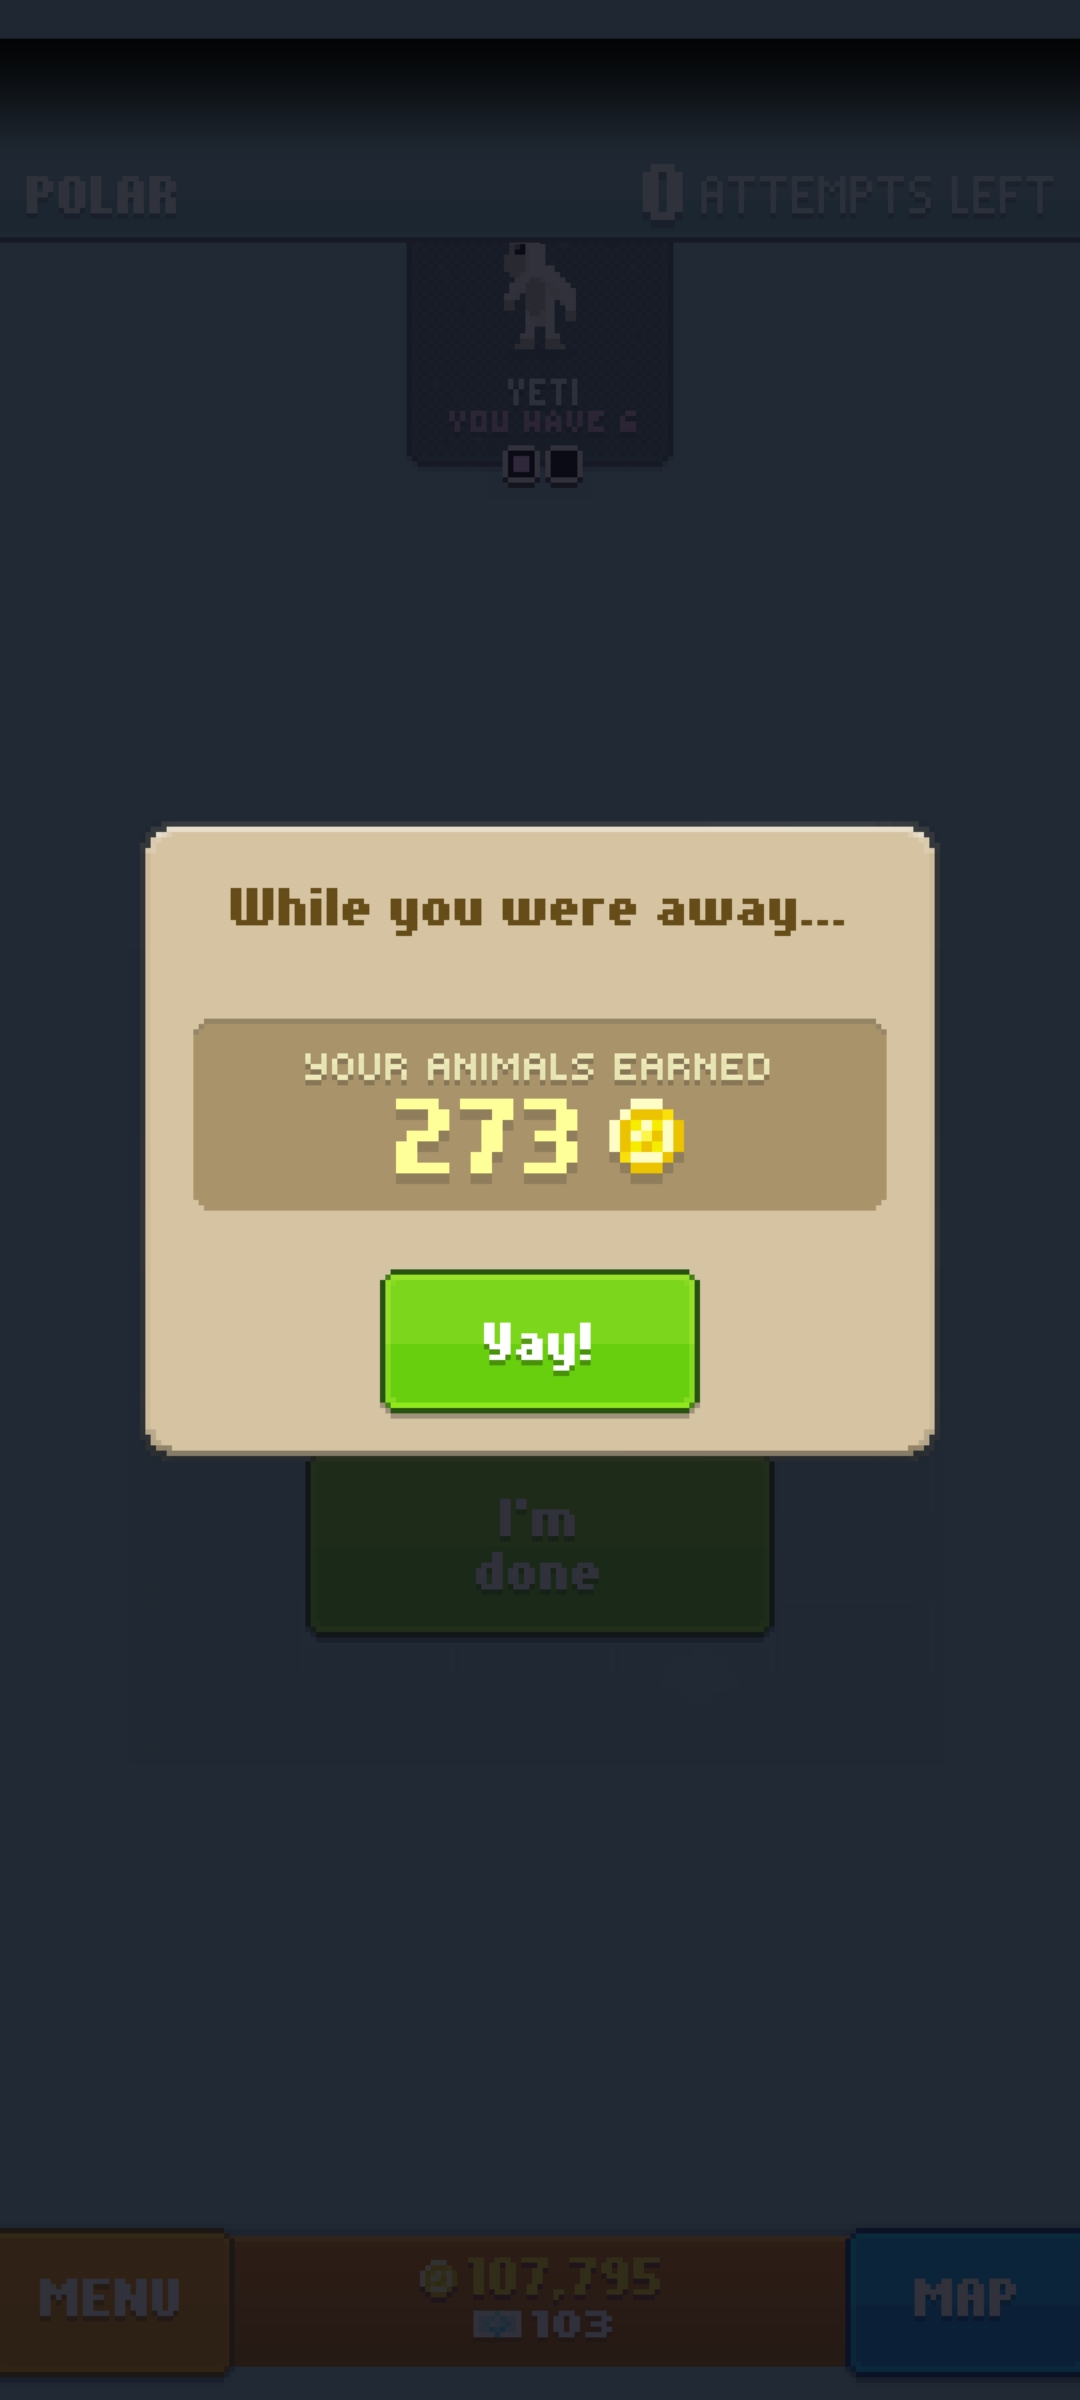 POLAR
0 ATTEMPTS LEFT
YETI
YOU HAVE 6
While you were away...
YOUR ANIMALS EARNED
273
Yay!
I'm
done
MENU
107,795
103
MAP